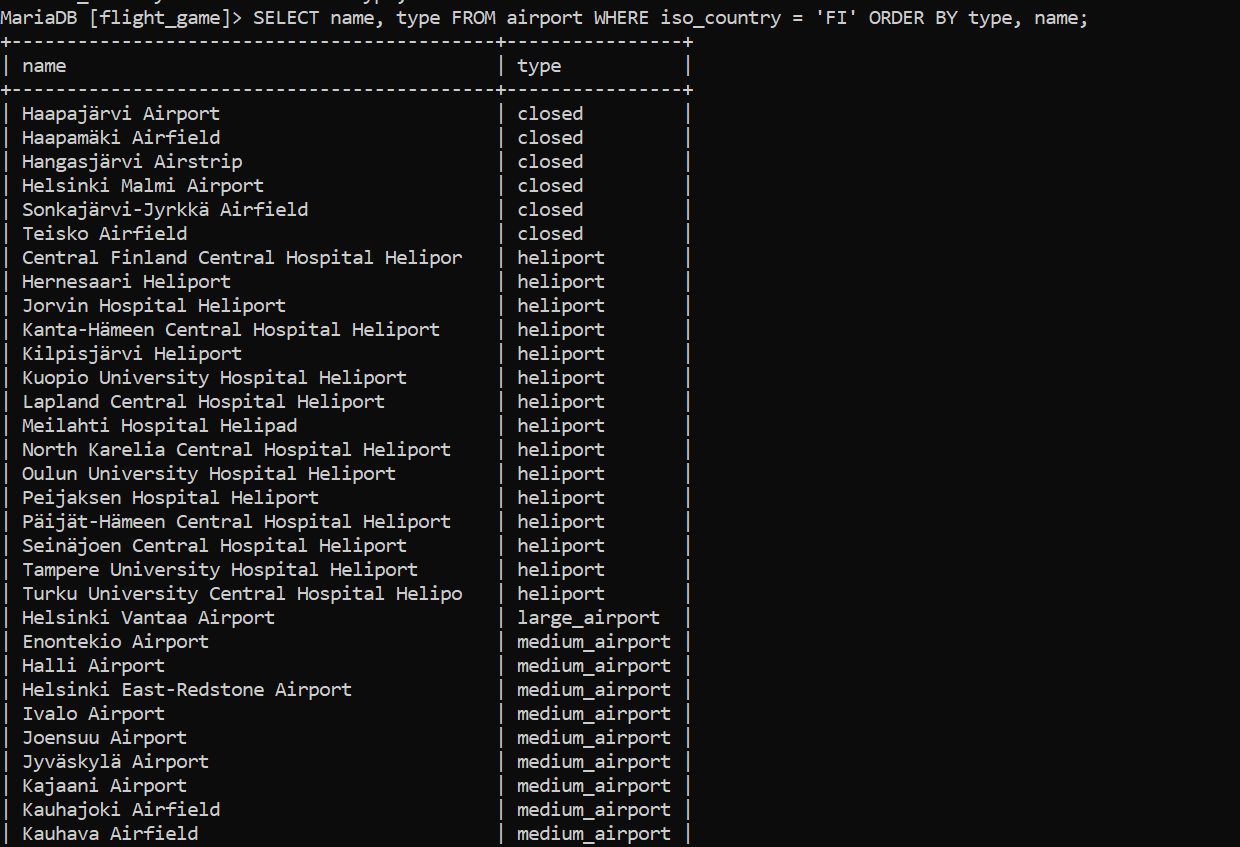 MariaDB [flight_game]> SELECT name, type FROM airport WHERE iso_country = 'FI' ORDER BY type, name;
+--------------------------------------------+----------------+
| name                                       | type           |
+--------------------------------------------+----------------+
| Haapajärvi Airport                         | closed         |
| Haapamäki Airfield                         | closed         |
| Hangasjärvi Airstrip                       | closed         |
| Helsinki Malmi Airport                     | closed         |
| Sonkajärvi-Jyrkkä Airfield                 | closed         |
| Teisko Airfield                            | closed         |
| Central Finland Central Hospital Helipor   | heliport       |
| Hernesaari Heliport                        | heliport       |
| Jorvin Hospital Heliport                   | heliport       |
| Kanta-Hämeen Central Hospital Heliport     | heliport       |
| Kilpisjärvi Heliport                       | heliport       |
| Kuopio University Hospital Heliport        | heliport       |
| Lapland Central Hospital Heliport          | heliport       |
| Meilahti Hospital Helipad                  | heliport       |
| North Karelia Central Hospital Heliport    | heliport       |
| Oulun University Hospital Heliport         | heliport       |
| Peijaksen Hospital Heliport                | heliport       |
| Päijät-Hämeen Central Hospital Heliport    | heliport       |
| Seinäjoen Central Hospital Heliport        | heliport       |
| Tampere University Hospital Heliport       | heliport       |
| Turku University Central Hospital Helipo   | heliport       |
| Helsinki Vantaa Airport                    | large_airport  |
| Enontekio Airport                          | medium_airport |
| Halli Airport                              | medium_airport |
| Helsinki East-Redstone Airport             | medium_airport |
| Ivalo Airport                              | medium_airport |
| Joensuu Airport                            | medium_airport |
| Jyväskylä Airport                          | medium_airport |
| Kajaani Airport                            | medium_airport |
| Kauhajoki Airfield                         | medium_airport |
| Kauhava Airfield                           | medium_airport |